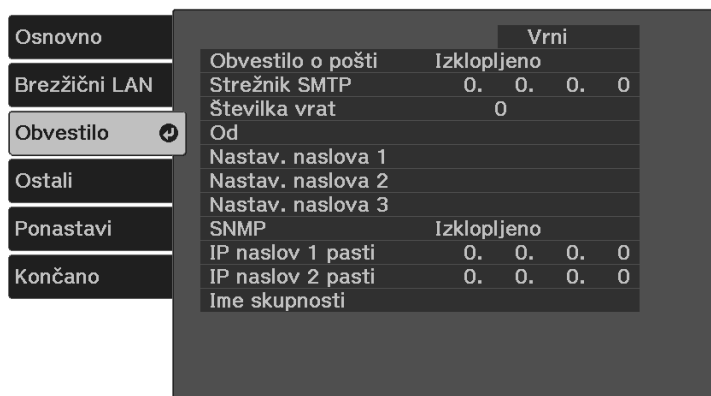 Osnovno
Brezžični LAN
Obvestilo
Ostali
Ponastavi
Končano
Vrni
Obvestilo o pošti Izklopljeno
Strežnik SMTP 0. 0. 0. 0
Številka vrat 0
Od
Nastav. naslova 1
Nastav. naslova 2
Nastav. naslova 3
SNMP Izklopljeno
IP naslov 1 pasti 0. 0. 0. 0
IP naslov 2 pasti 0. 0. 0. 0
Ime skupnosti